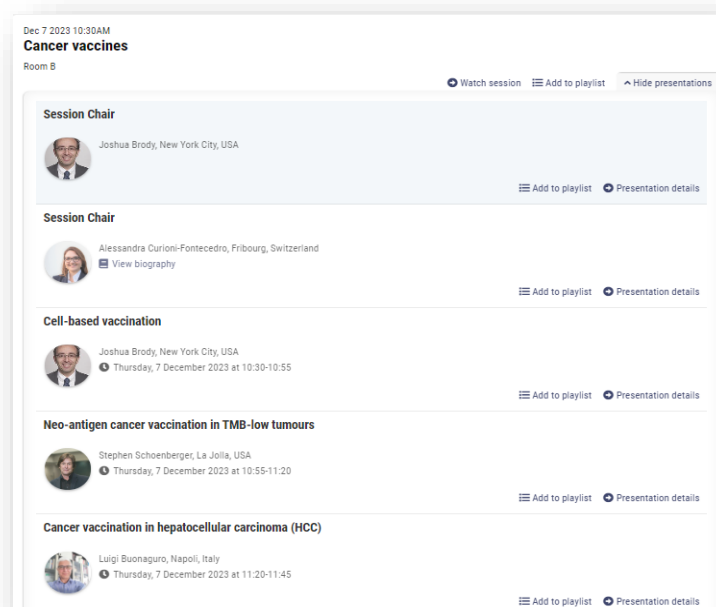 Dec 7 2023 10:30AM
Cancer vaccines
Room B
Watch session Add to playlist Hide presentations
Session Chair
Joshua Brody, New York City, USA
Add to playlist Presentation details
Session Chair
Alessandra Curioni-Fontecedro, Fribourg, Switzerland
View biography
Add to playlist Presentation details
Cell-based vaccination
Joshua Brody, New York City, USA
Thursday, 7 December 2023 at 10:30-10:55
Add to playlist Presentation details
Neo-antigen cancer vaccination in TMB-low tumours
Stephen Schoenberger, La Jolla, USA
Thursday, 7 December 2023 at 10:55-11:20
Add to playlist Presentation details
Cancer vaccination in hepatocellular carcinoma (HCC)
Luigi Buonaguro, Napoli, Italy
Thursday, 7 December 2023 at 11:20-11:45
Add to playlist Presentation details